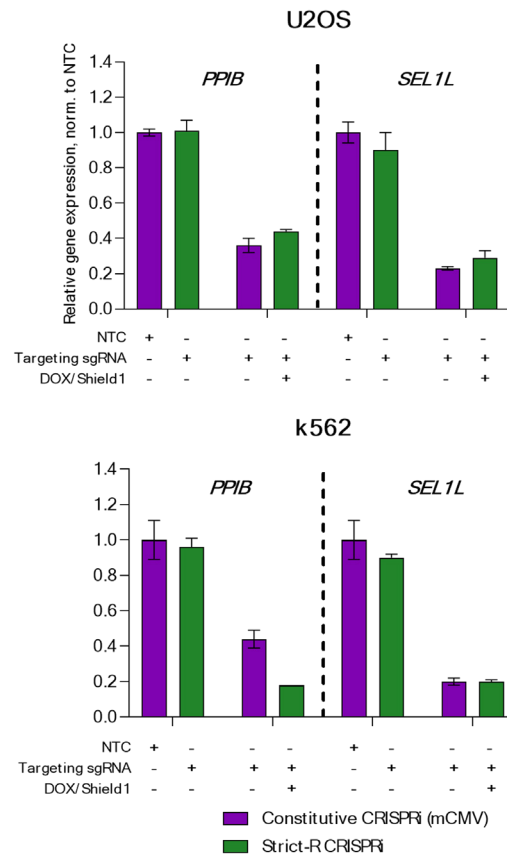 U2OS
Relative gene expression, norm. to NTC
PPIB SEL1L
1.4
1.2
1.0
0.8
0.6
0.4
0.2
0.0
NTC + - - - + - - -
Targeting sgRNA - + + + - + + +
DOX/Shield1 - - - + - - - +
k562
PPIB SEL1L
1.4
1.2
1.0
0.8
0.6
0.4
0.2
0.0
NTC + - - - + - - -
Targeting sgRNA - + + + - + + +
DOX/Shield1 - - - + - - - +
Constitutive CRISPRi (mCMV)
Strict-R CRISPRi